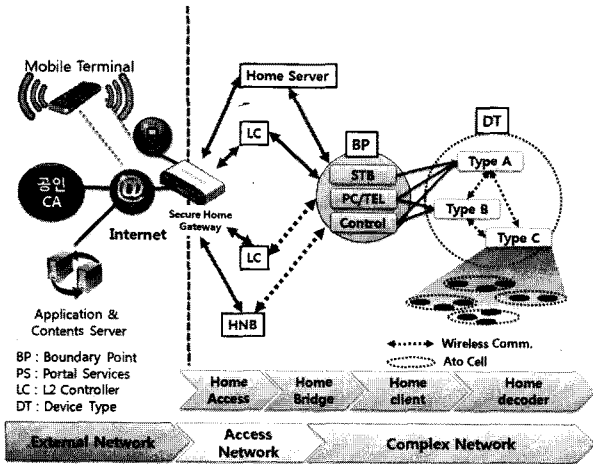 Mobile Terminal
Home Server
LC
DT
BP
Type A
STB
공인
CA
@
PC/TEL
Type B
Secure Home
Gateway
Control
Internet
Type C
LC
HNB
Application &
Contents Server
Wireless Comm.
Ato Cell
BP : Boundary Point
PS : Portal Services
LC : L2 Controller
DT : Device Type
Home
Access
Home
Bridge
Home
client
Home
decoder
External Network
Access
Network
Complex Network